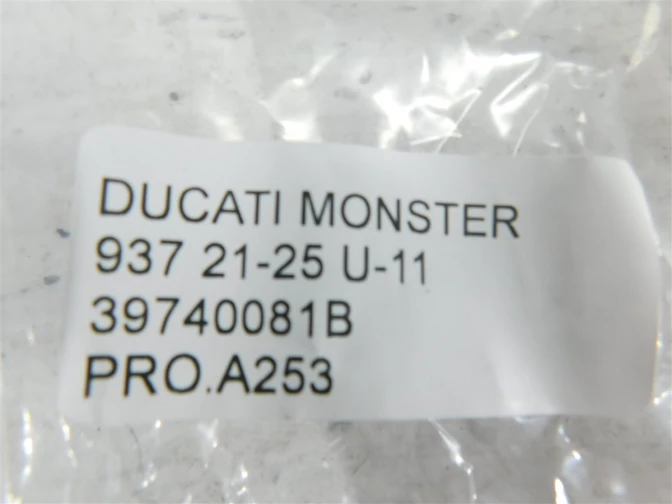 DUCATI MONSTER
937 21-25 U-11
39740081B
PRO.A253